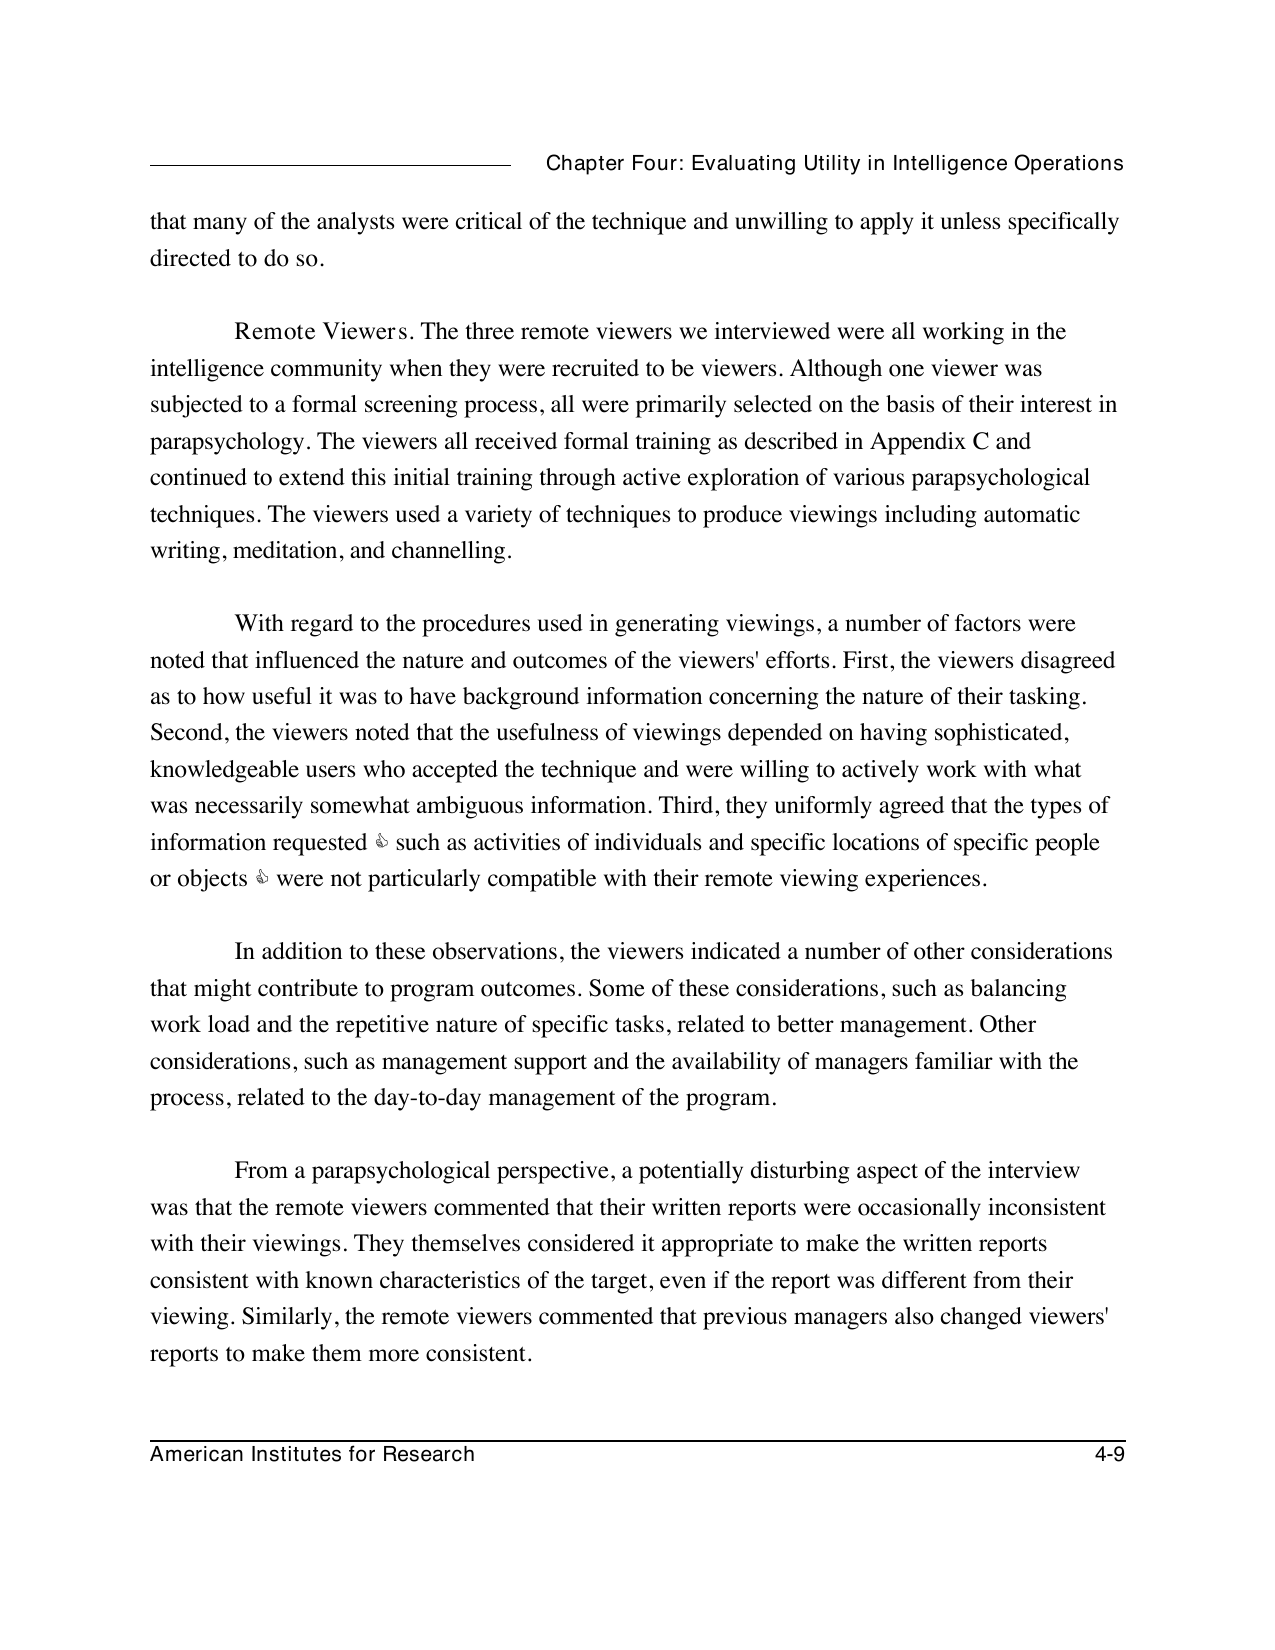 Chapter Four: Evaluating Utility in Intelligence Operations
that many of the analysts were critical of the technique and unwilling to apply it unless specifically
directed to do so.
Remote Viewers. The three remote viewers we interviewed were all working in the
intelligence community when they were recruited to be viewers. Although one viewer was
subjected to a formal screening process, all were primarily selected on the basis of their interest in
parapsychology. The viewers all received formal training as described in Appendix C and
continued to extend this initial training through active exploration of various parapsychological
techniques. The viewers used a variety of techniques to produce viewings including automatic
writing, meditation, and channelling.
With regard to the procedures used in generating viewings, a number of factors were
noted that influenced the nature and outcomes of the viewers' efforts. First, the viewers disagreed
as to how useful it was to have background information concerning the nature of their tasking.
Second, the viewers noted that the usefulness of viewings depended on having sophisticated,
knowledgeable users who accepted the technique and were willing to actively work with what
was necessarily somewhat ambiguous information. Third, they uniformly agreed that the types of
information requested 👍 such as activities of individuals and specific locations of specific people
or objects 👍 were not particularly compatible with their remote viewing experiences.
In addition to these observations, the viewers indicated a number of other considerations
that might contribute to program outcomes. Some of these considerations, such as balancing
work load and the repetitive nature of specific tasks, related to better management. Other
considerations, such as management support and the availability of managers familiar with the
process, related to the day-to-day management of the program.
From a parapsychological perspective, a potentially disturbing aspect of the interview
was that the remote viewers commented that their written reports were occasionally inconsistent
with their viewings. They themselves considered it appropriate to make the written reports
consistent with known characteristics of the target, even if the report was different from their
viewing. Similarly, the remote viewers commented that previous managers also changed viewers'
reports to make them more consistent.
American Institutes for Research 4-9